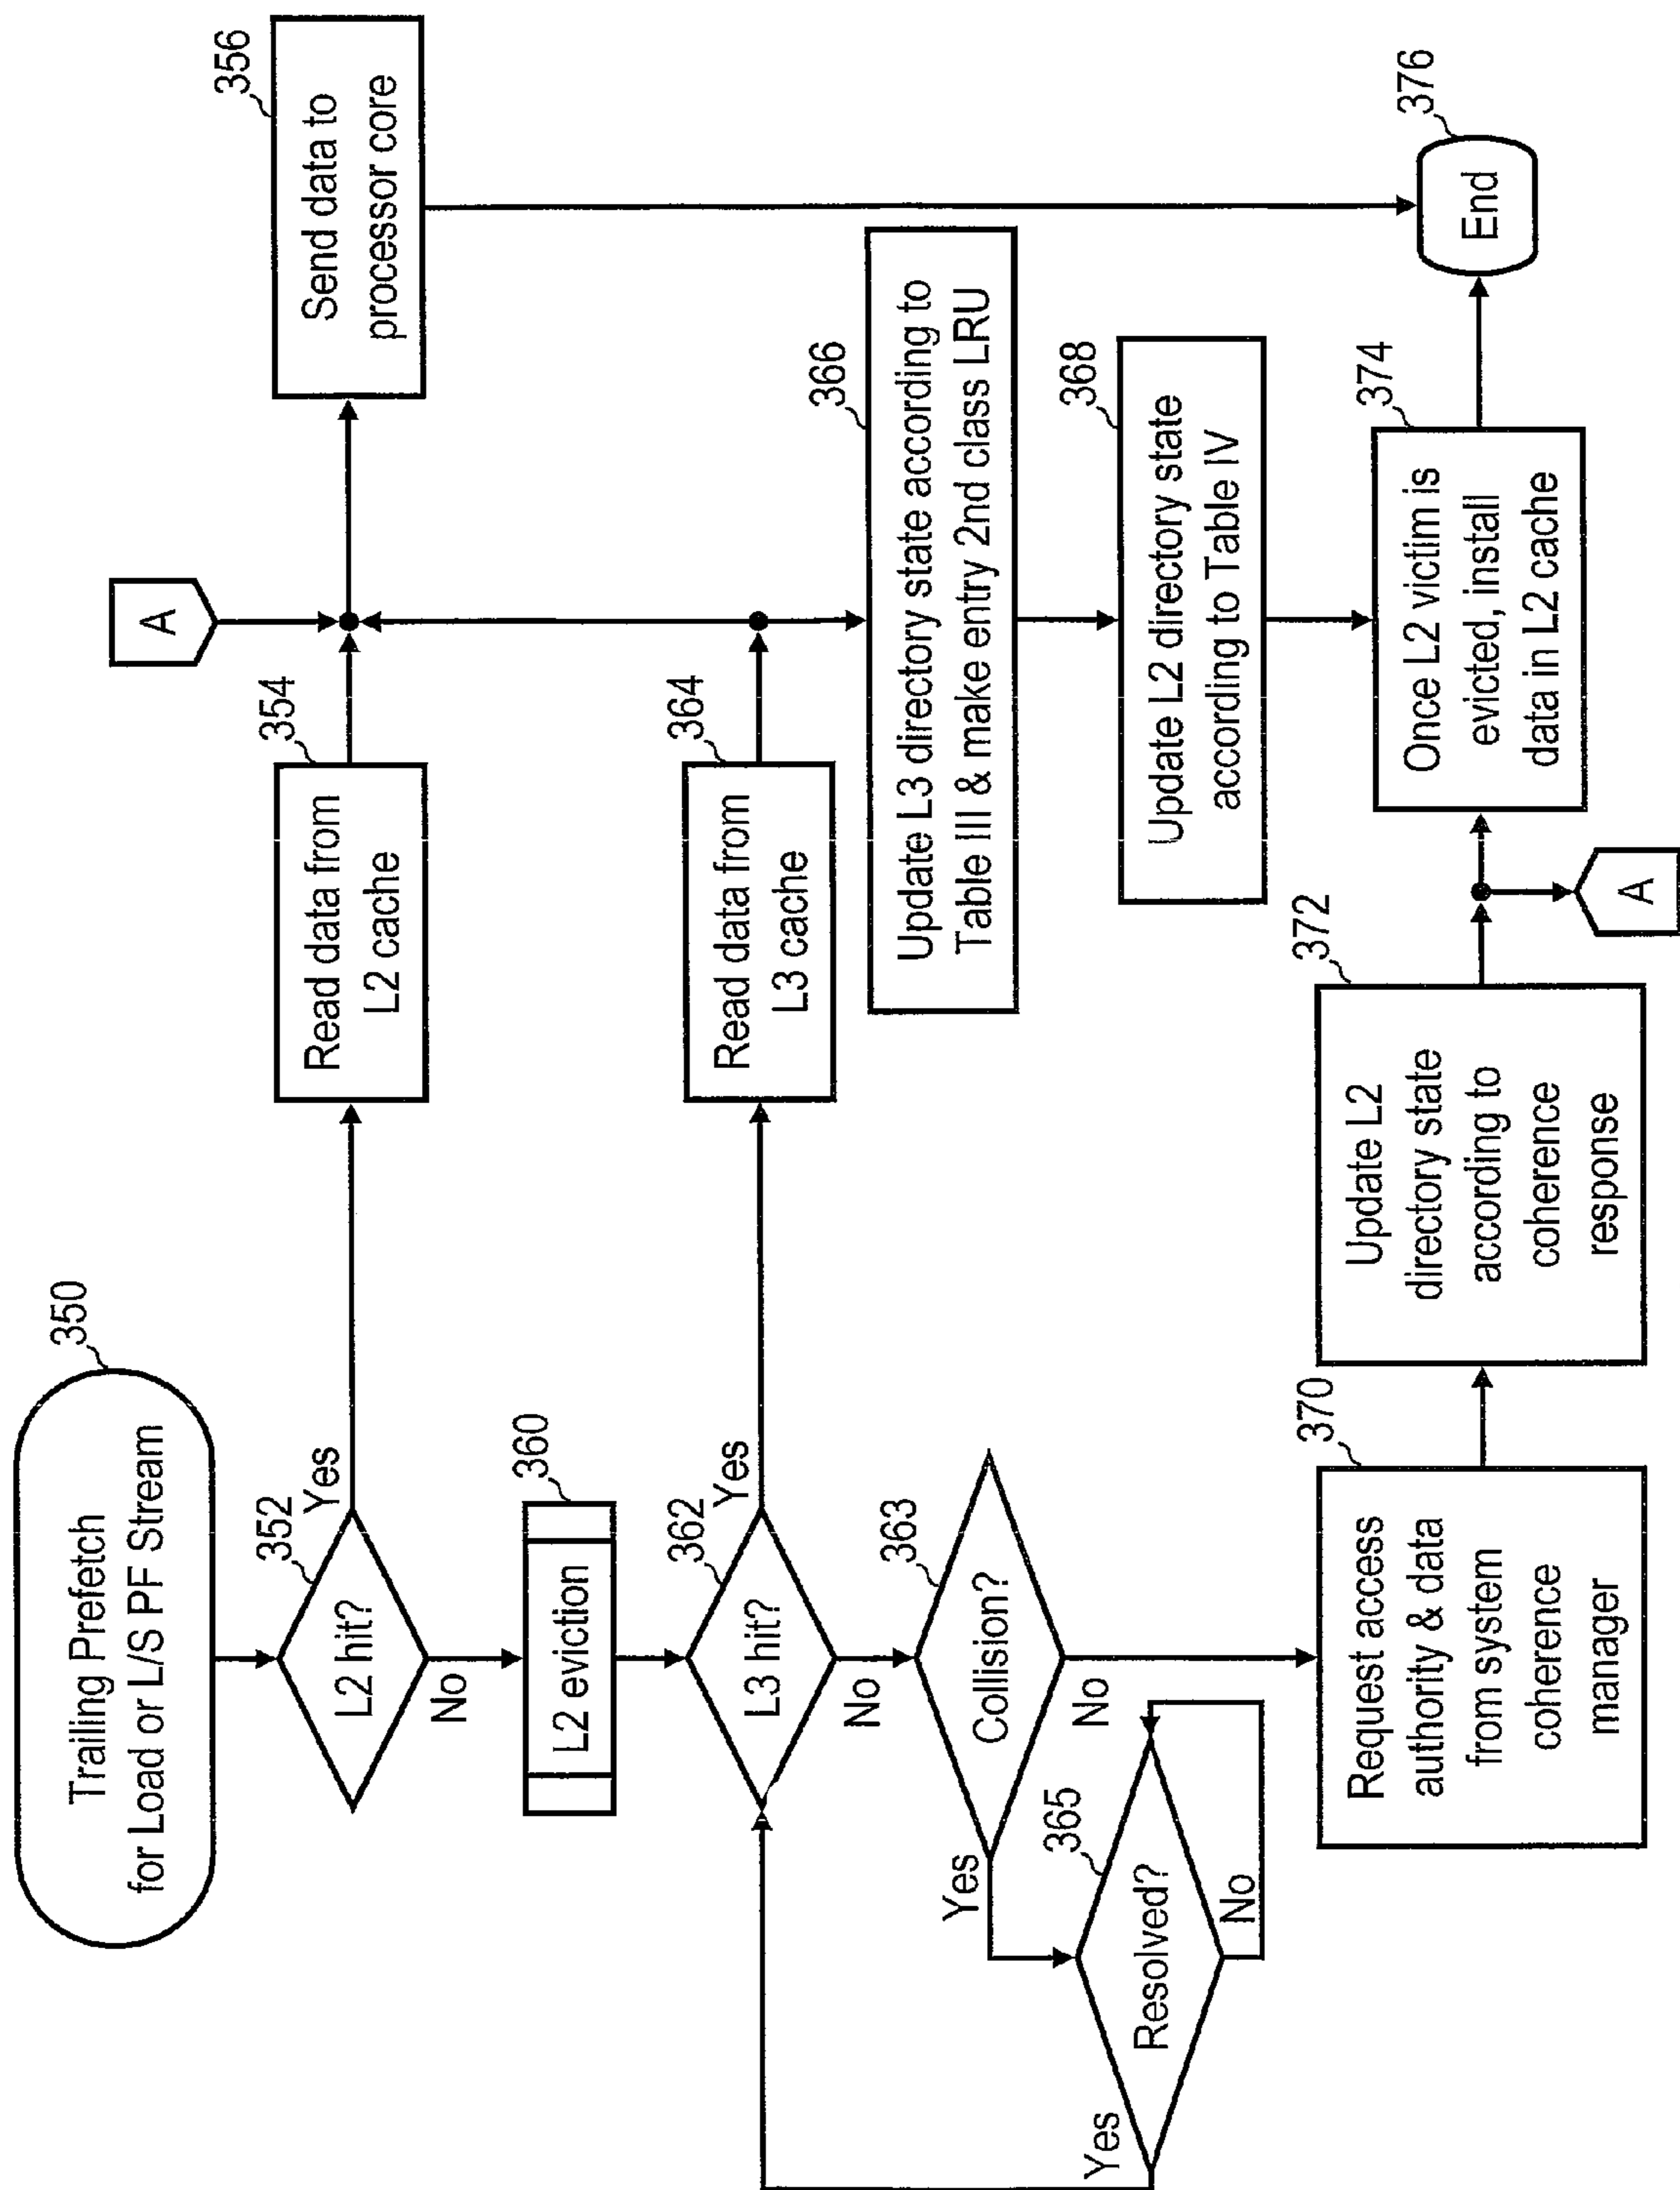 350
Trailing Prefetch
for Load or L/S PF Stream
352
L2 hit?
Yes
No
354
Read data from
L2 cache
A
356
Send data to
processor core
360
L2 eviction
362
L3 hit?
Yes
No
364
Read data from
L3 cache
366
Update L3 directory state according to
Table III & make entry 2nd class LRU
368
Update L2 directory state
according to Table IV
363
Collision?
Yes
No
365
Resolved?
Yes
No
370
Request access
authority & data
from system
coherence
manager
372
Update L2
directory state
according to
coherence
response
A
374
Once L2 victim is
evicted, install
data in L2 cache
376
End